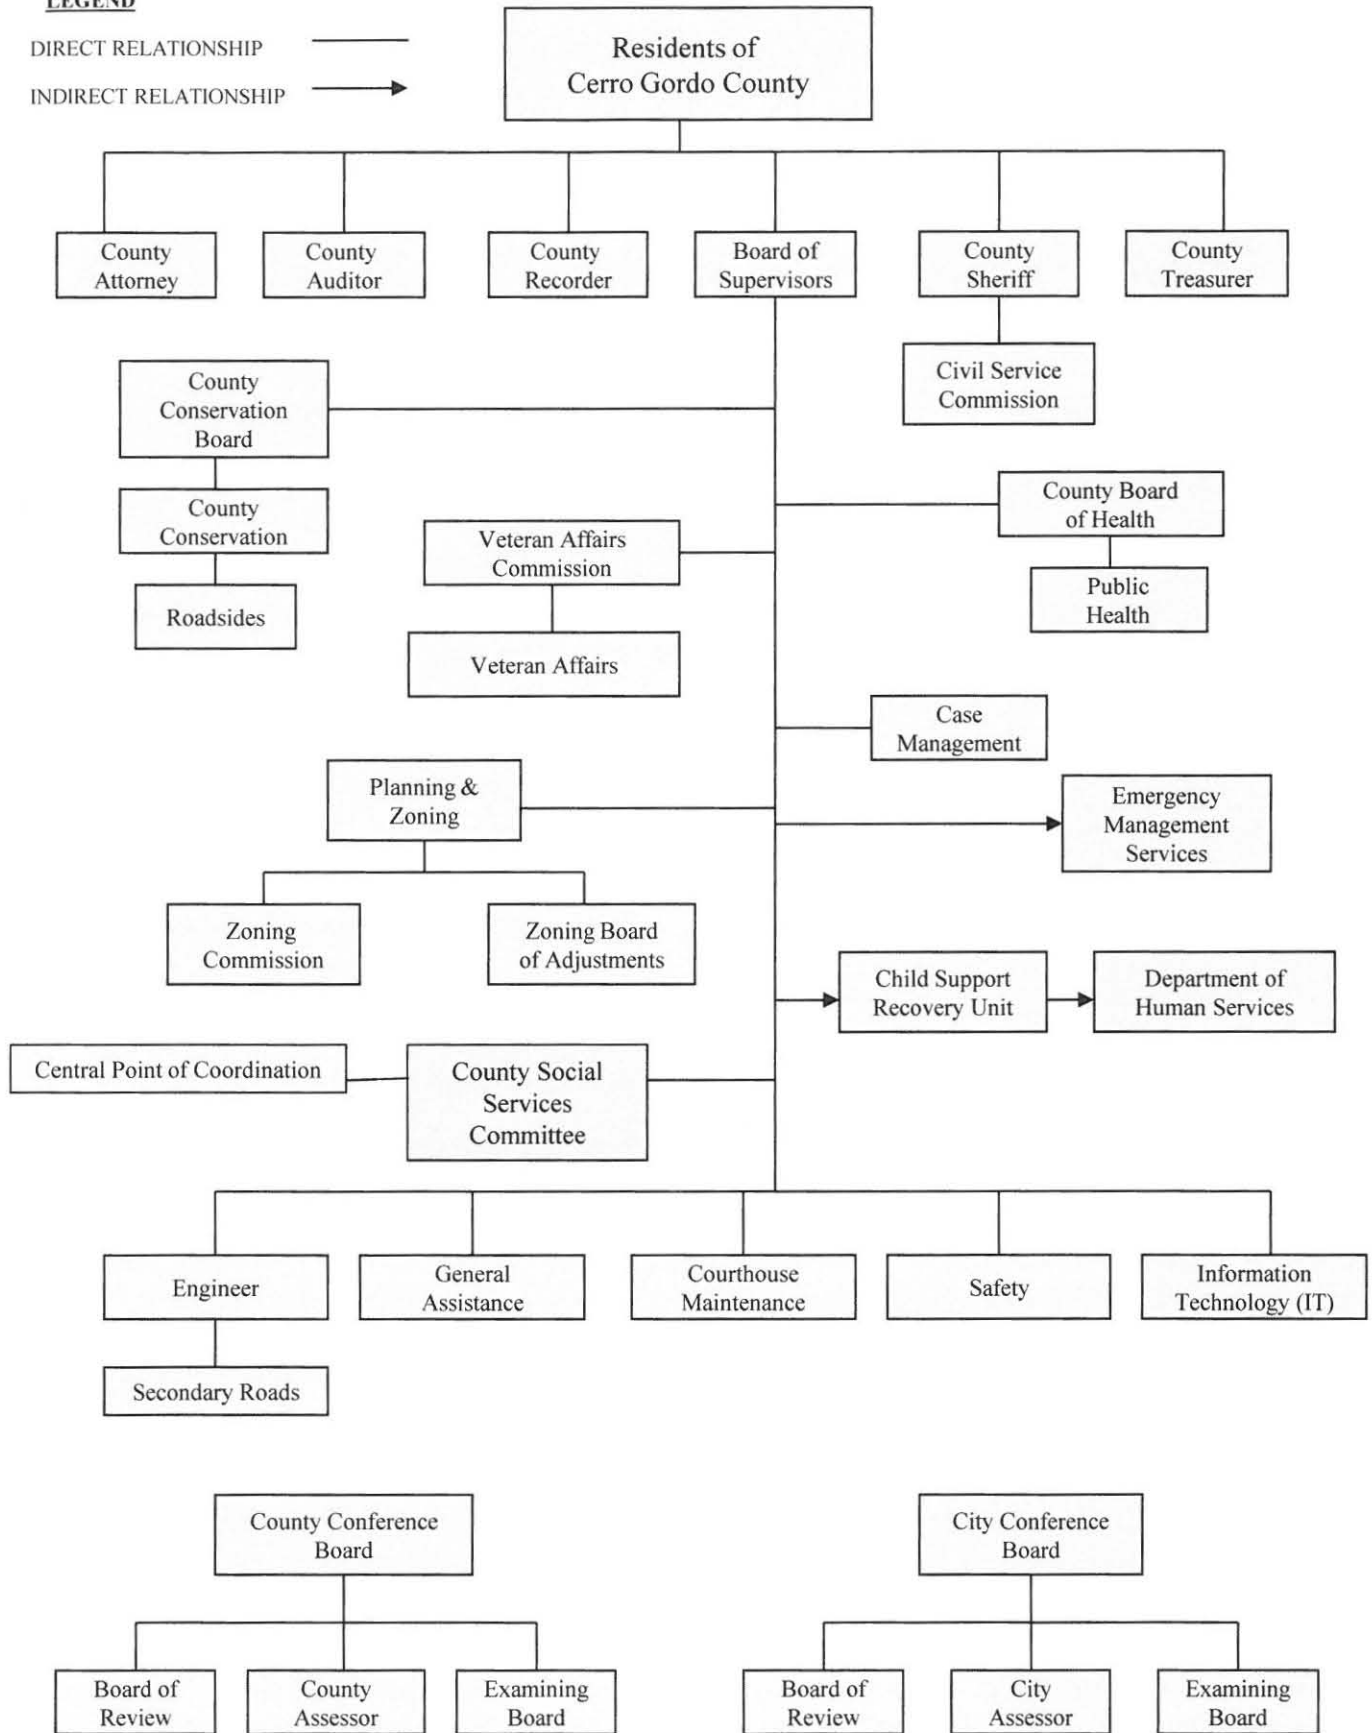 LEGEND
DIRECT RELATIONSHIP
INDIRECT RELATIONSHIP
Residents of
Cerro Gordo County
County
Attorney
County
Auditor
County
Recorder
Board of
Supervisors
County
Sheriff
County
Treasurer
Civil Service
Commission
County
Conservation
Board
County
Conservation
Roadsides
Veteran Affairs
Commission
Veteran Affairs
County Board
of Health
Public
Health
Case
Management
Planning &
Zoning
Emergency
Management
Services
Zoning
Commission
Zoning Board
of Adjustments
Child Support
Recovery Unit
Department of
Human Services
Central Point of Coordination
County Social
Services
Committee
Engineer
General
Assistance
Courthouse
Maintenance
Safety
Information
Technology (IT)
Secondary Roads
County Conference
Board
City Conference
Board
Board of
Review
County
Assessor
Examining
Board
Board of
Review
City
Assessor
Examining
Board